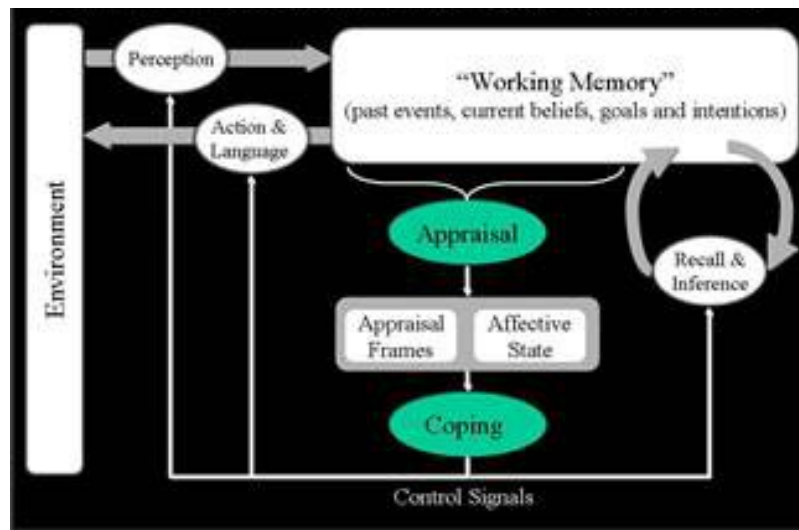 Environment
Perception
"Working Memory"
(past events, current beliefs, goals and intentions)
Action &
Language
Appraisal
Recall &
Inference
Appraisal
Frames
Affective
State
Coping
Control Signals